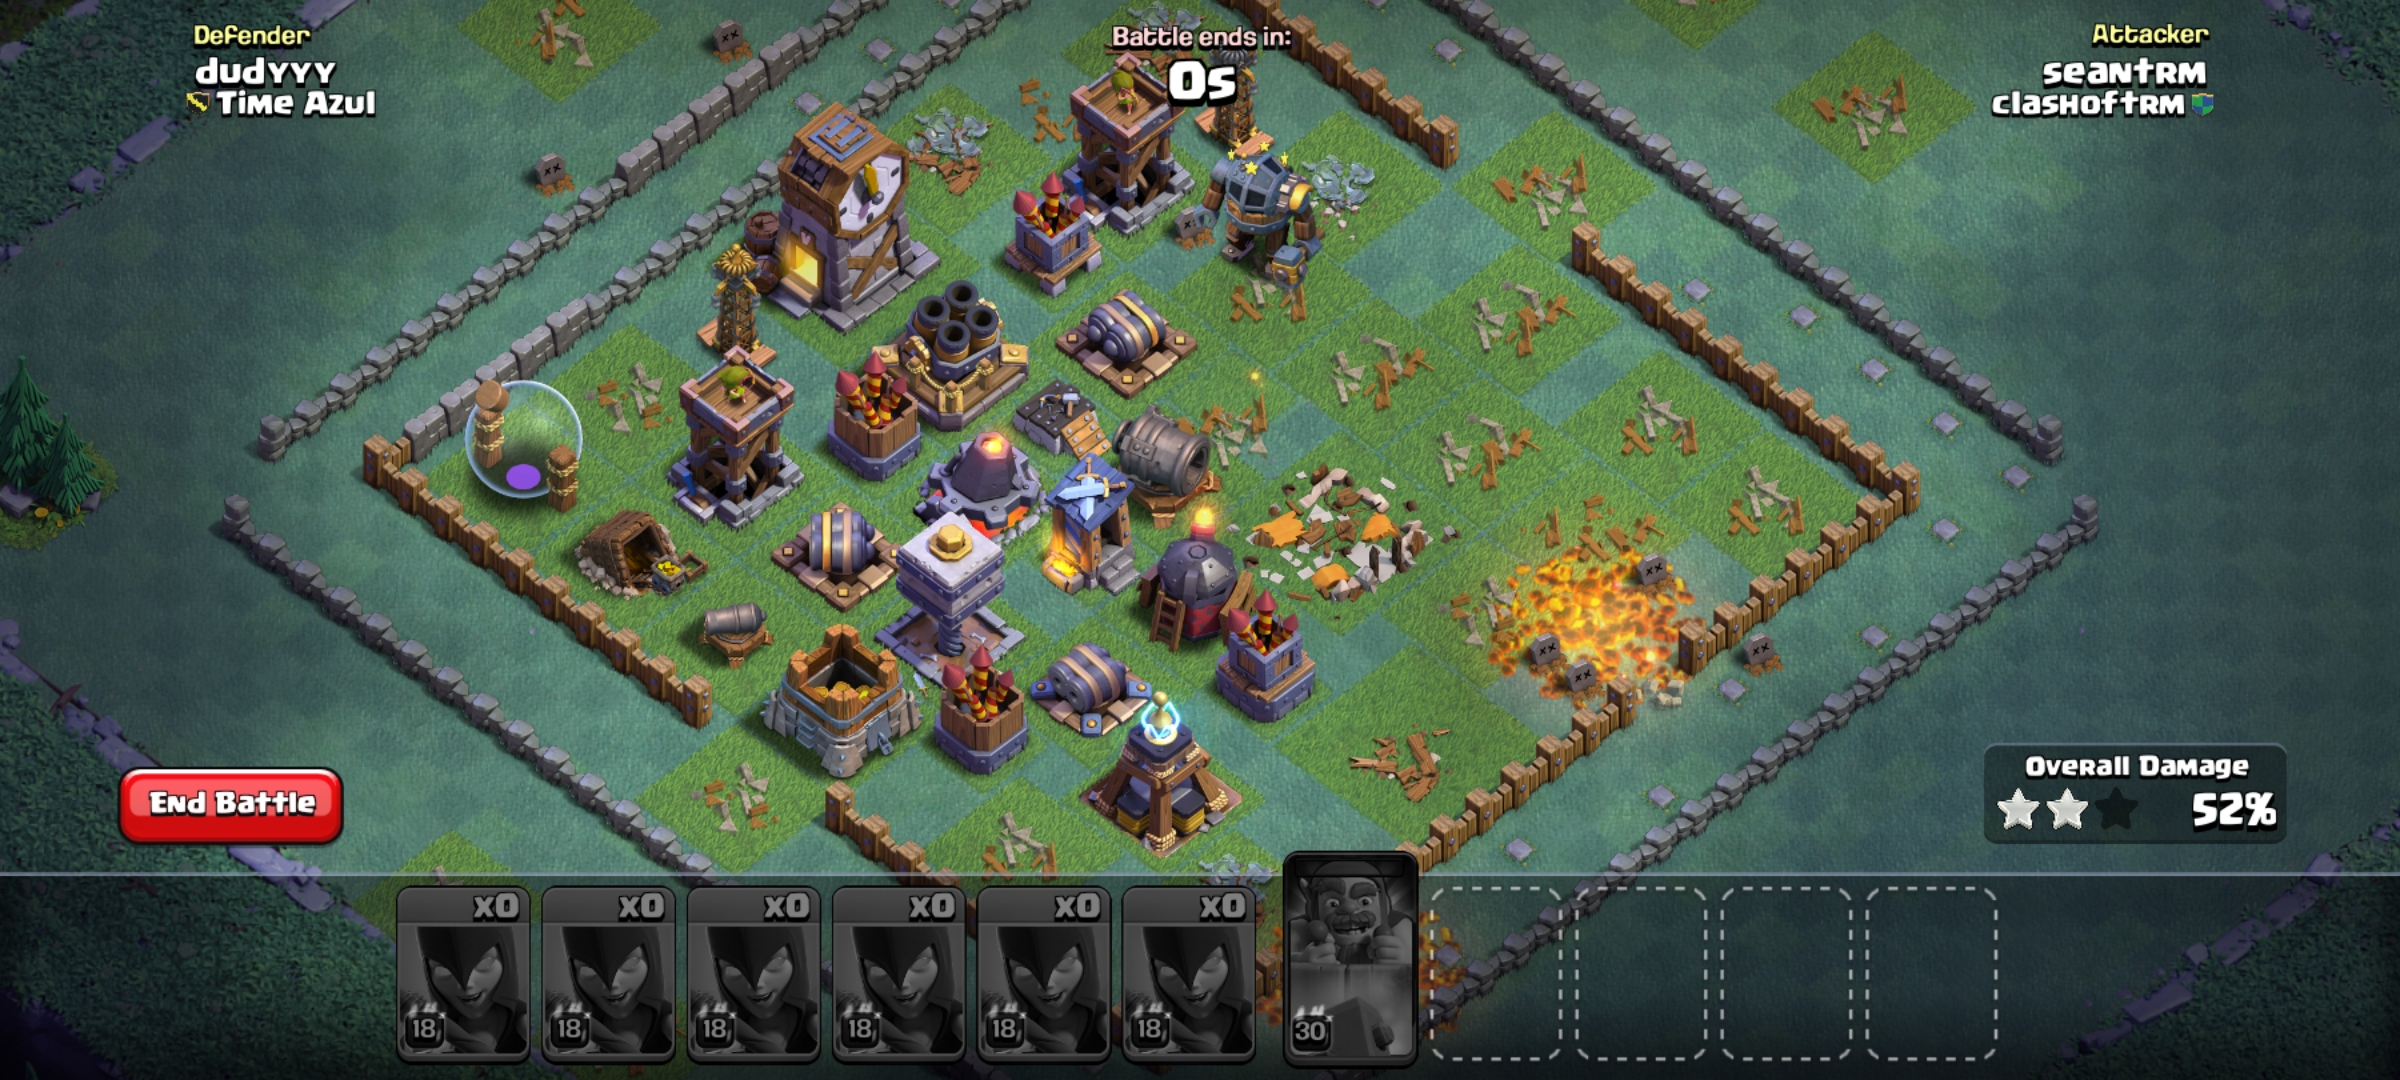 Defender
dudyyy
Time Azul
Battle ends in:
0s
Attacker
seantRM
clashoftRM
End Battle
Overall Damage
52%
x0 x0 x0 x0 x0 x0
18 18 18 18 18 18 30